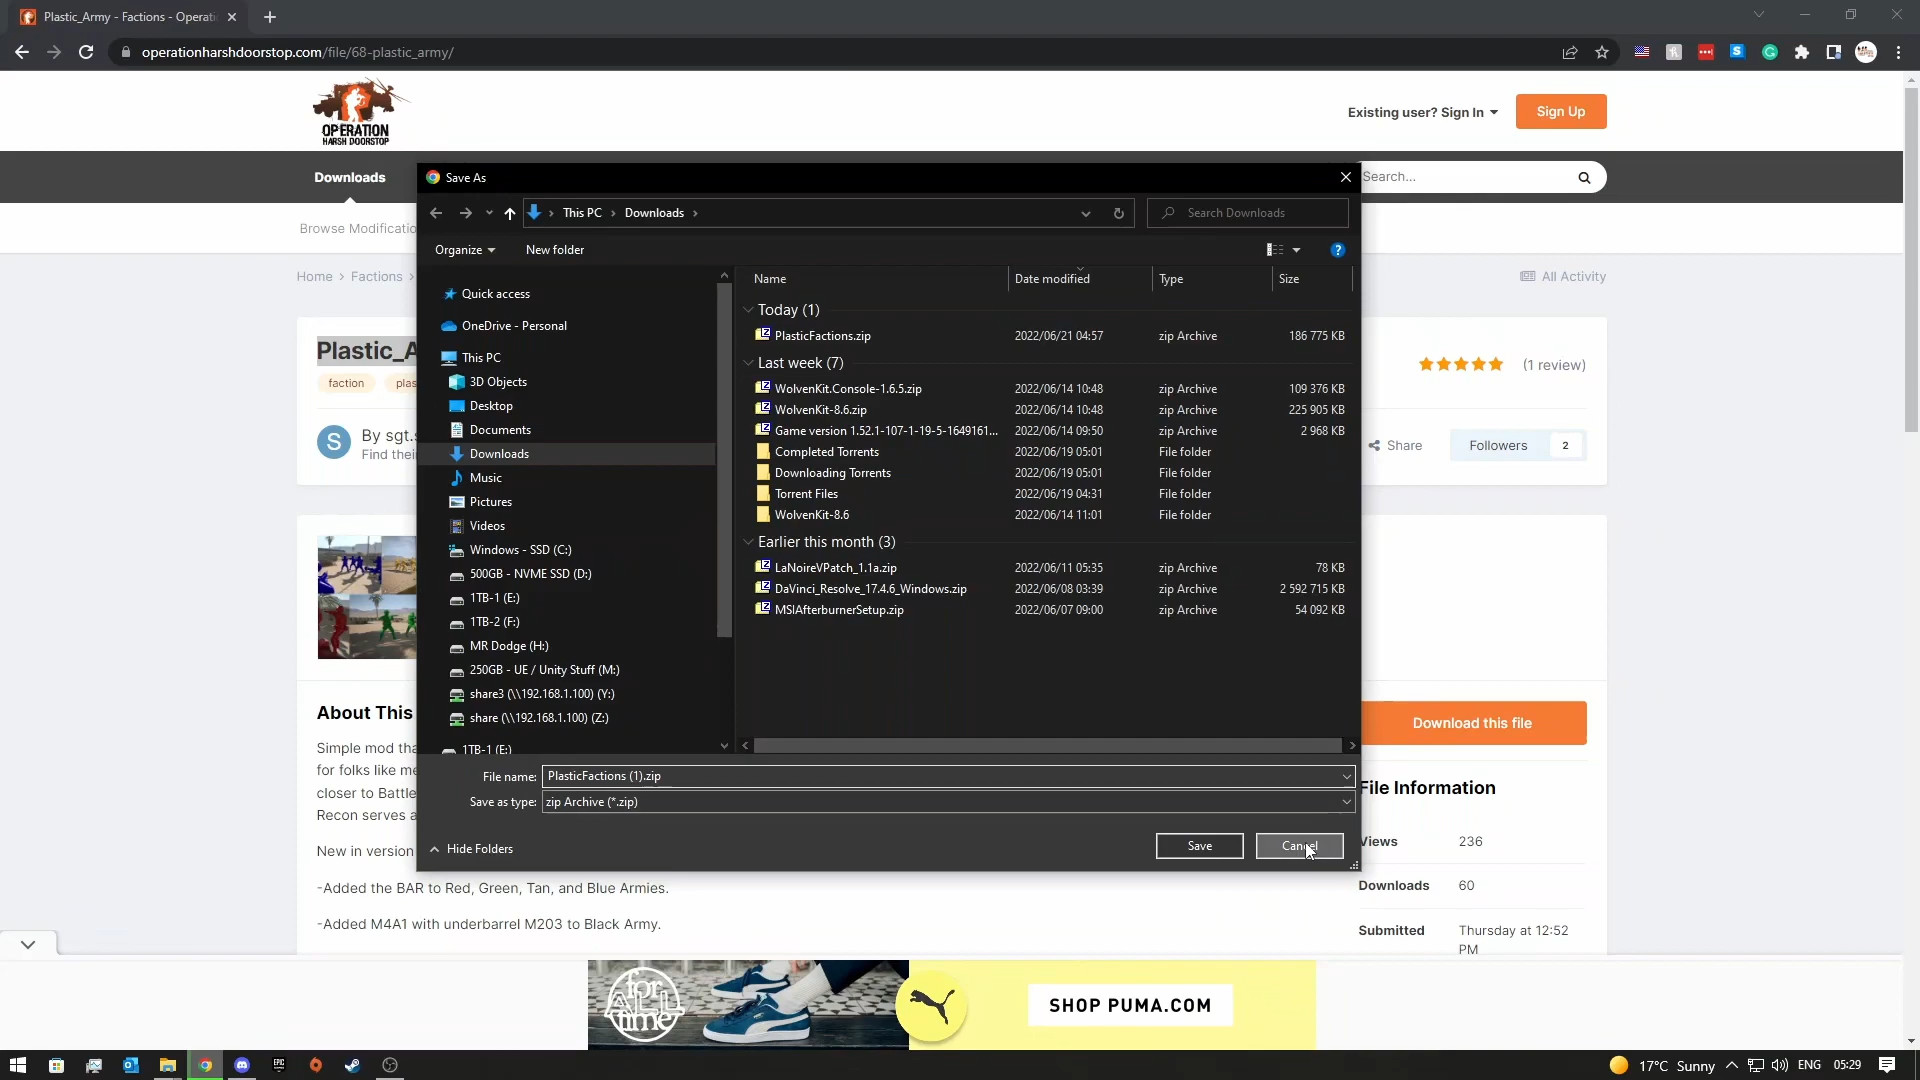 Plastic_Army - Factions - Operati
operationharshdoorstop.com/file/68-plastic_army/
OPERATION
HARSH DOORSTOP
Existing user? Sign In
Sign Up
Downloads
Search...
Browse Modificatio
Home > Factions >
All Activity
Plastic_A
faction
plas
(1 review)
S
By sgt.s
Find thei
Share
Followers 2
Save As
This PC > Downloads >
Search Downloads
Organize
New folder
Quick access
OneDrive - Personal
This PC
3D Objects
Desktop
Documents
Downloads
Music
Pictures
Videos
Windows - SSD (C:)
500GB - NVME SSD (D:)
1TB-1 (E:)
1TB-2 (F:)
MR Dodge (H:)
250GB - UE / Unity Stuff (M:)
share3 (\\192.168.1.100) (Y:)
share (\\192.168.1.100) (Z:)
1TB-1 (E:)
Name Date modified Type Size
Today (1)
PlasticFactions.zip 2022/06/21 04:57 zip Archive 186 775 KB
Last week (7)
WolvenKit.Console-1.6.5.zip 2022/06/14 10:48 zip Archive 109 376 KB
WolvenKit-8.6.zip 2022/06/14 10:48 zip Archive 225 905 KB
Game version 1.52.1-107-1-19-5-1649161... 2022/06/14 09:50 zip Archive 2 968 KB
Completed Torrents 2022/06/19 05:01 File folder
Downloading Torrents 2022/06/19 05:01 File folder
Torrent Files 2022/06/19 04:31 File folder
WolvenKit-8.6 2022/06/14 11:01 File folder
Earlier this month (3)
LaNoireVPatch_1.1a.zip 2022/06/11 05:35 zip Archive 78 KB
DaVinci_Resolve_17.4.6_Windows.zip 2022/06/08 03:39 zip Archive 2 592 715 KB
MSIAfterburnerSetup.zip 2022/06/07 09:00 zip Archive 54 092 KB
File name: PlasticFactions (1).zip
Save as type: zip Archive (*.zip)
Hide Folders
Save
Cancel
About This
Simple mod tha
for folks like me
closer to Battle
Recon serves a
New in version
-Added the BAR to Red, Green, Tan, and Blue Armies.
-Added M4A1 with underbarrel M203 to Black Army.
Download this file
File Information
Views 236
Downloads 60
Submitted Thursday at 12:52
PM
for
ALL
time
SHOP PUMA.COM
EPIC
17°C Sunny
ENG
05:29